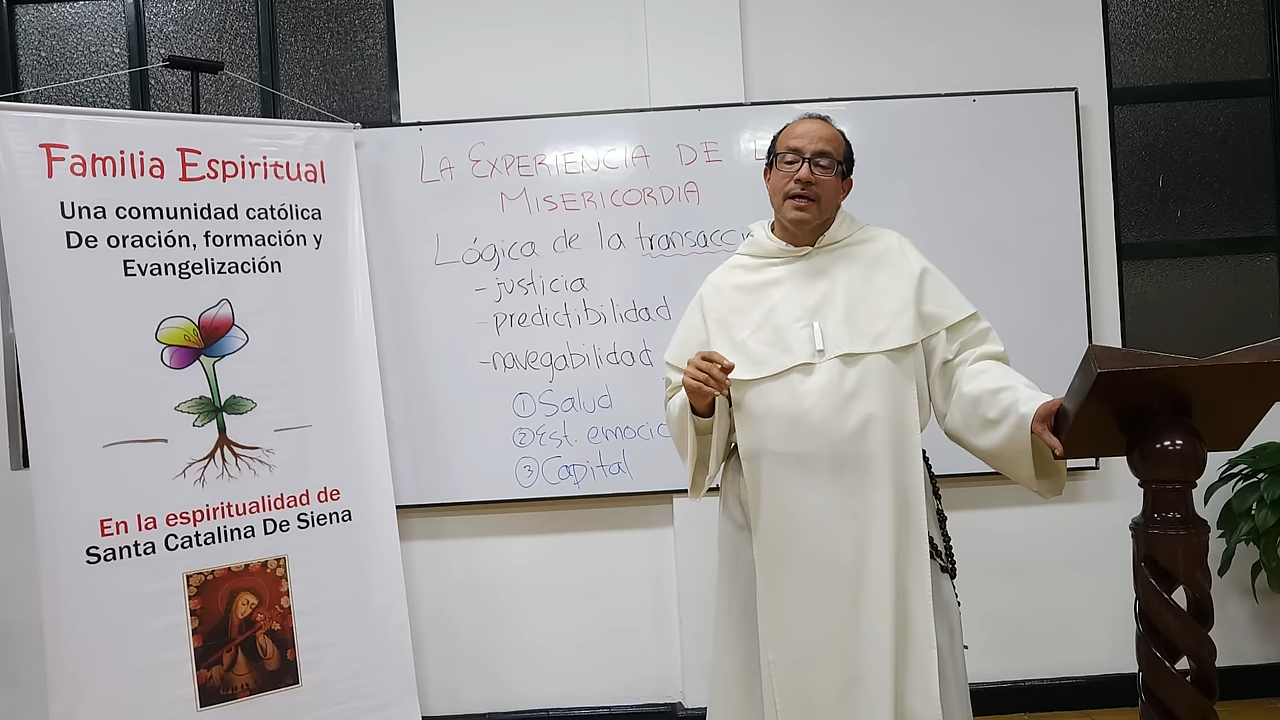 Familia Espiritual
Una comunidad católica
De oración, formación y
Evangelización
En la espiritualidad de
Santa Catalina De Siena
LA EXPERIENCIA DE
MISERICORDIA
Lógica de la
-justicia
-predictibilidad
-navegabilidad
①Salud
②Est.
③Capital